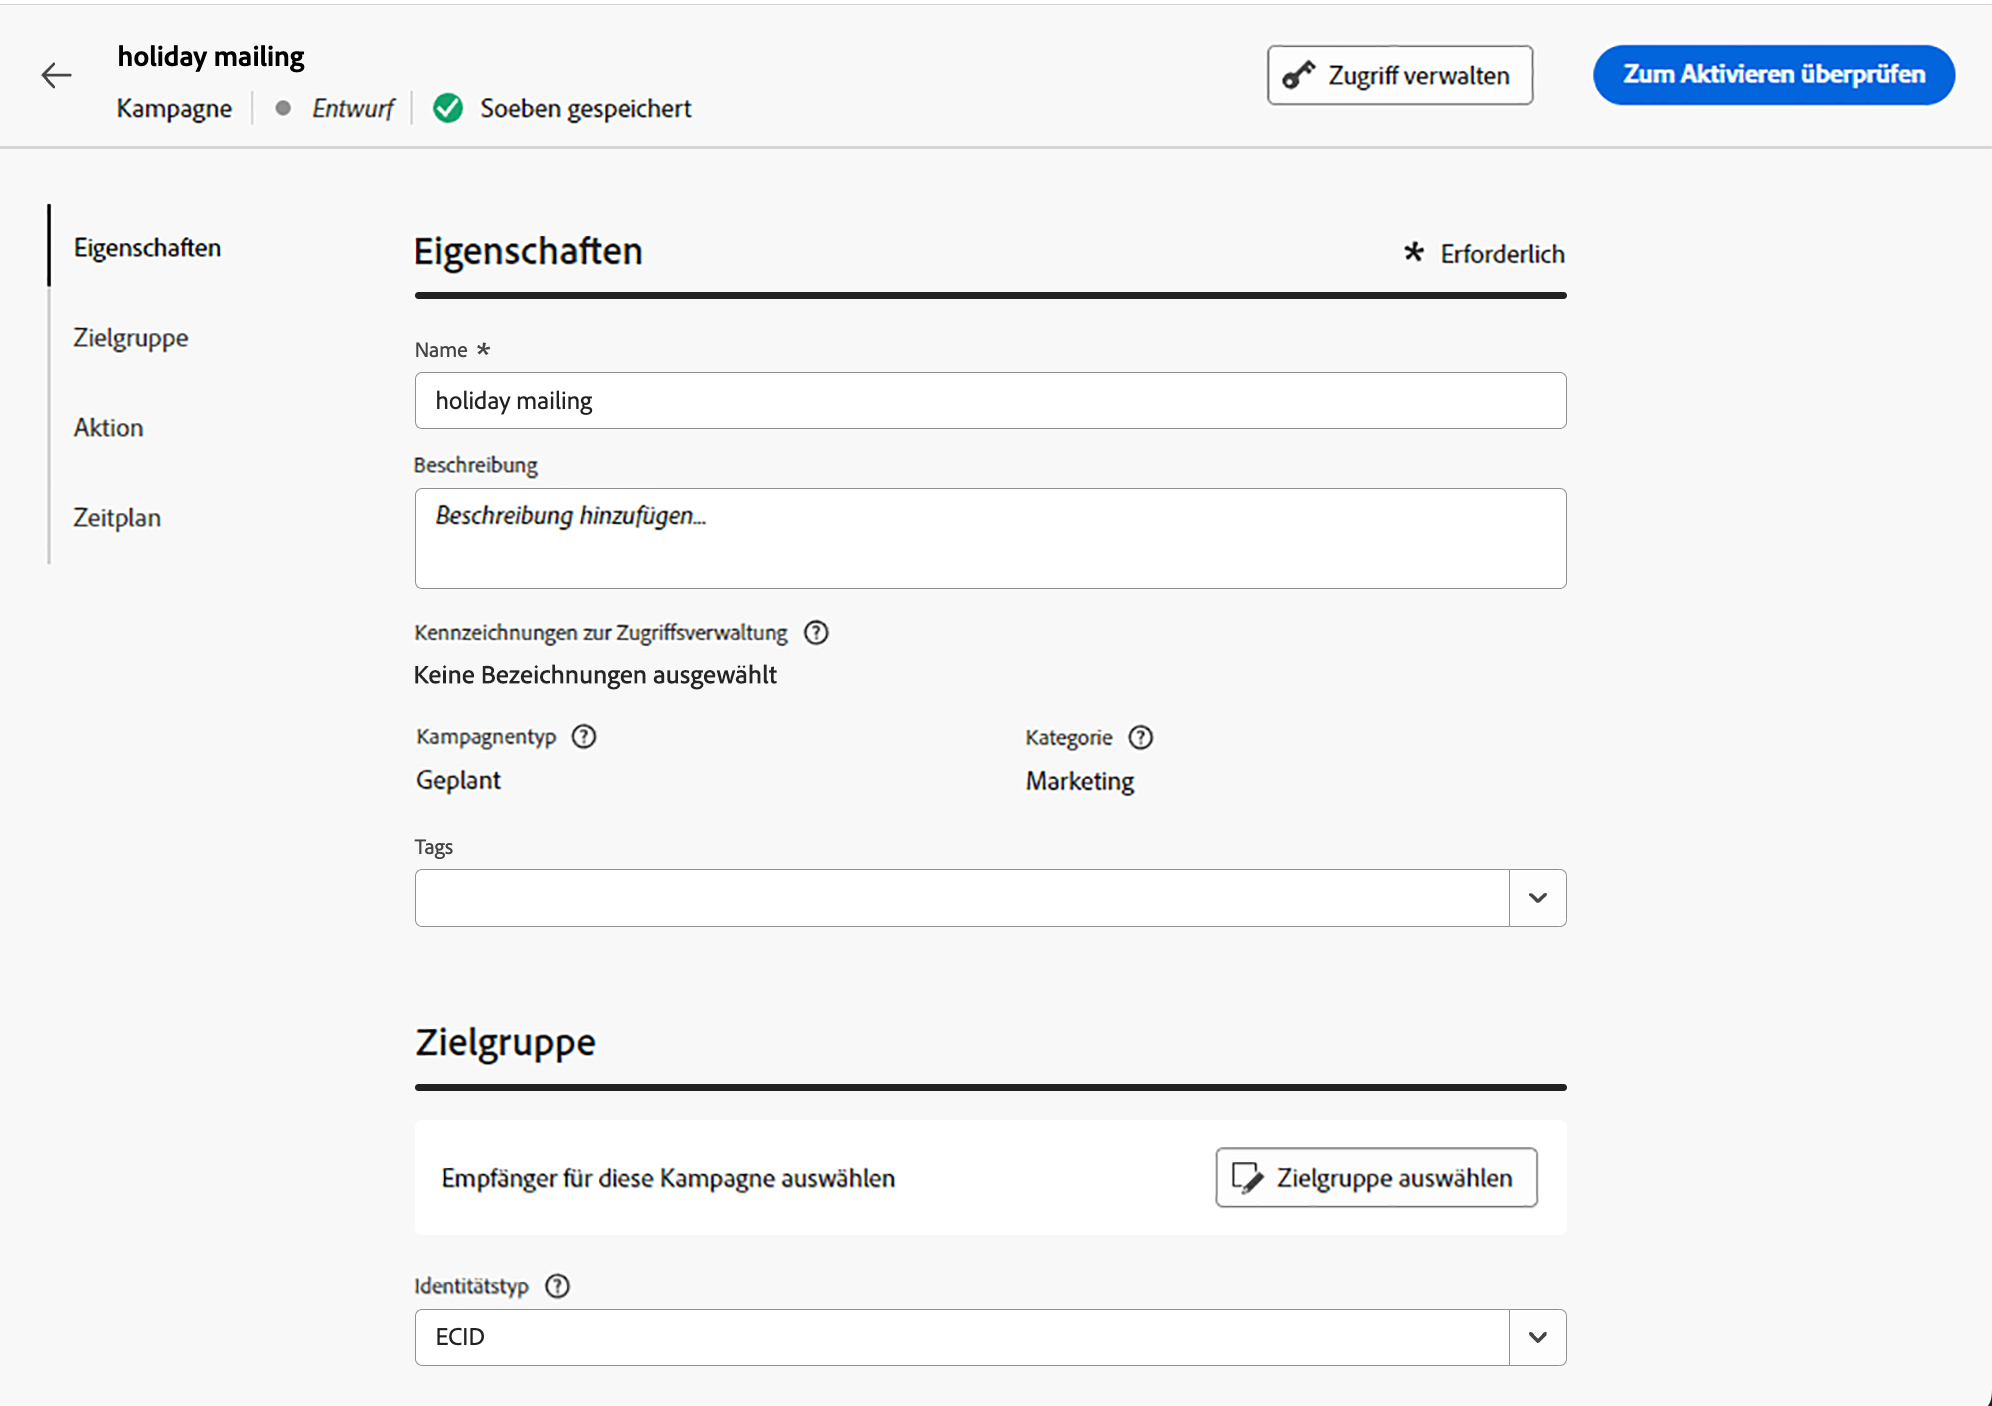 holiday mailing
Kampagne Entwurf Soeben gespeichert
Zugriff verwalten
Zum Aktivieren überprüfen
Eigenschaften
Zielgruppe
Aktion
Zeitplan
Eigenschaften
* Erforderlich
Name *
holiday mailing
Beschreibung
Beschreibung hinzufügen...
Kennzeichnungen zur Zugriffsverwaltung ?
Keine Bezeichnungen ausgewählt
Kampagnentyp ?
Geplant
Kategorie ?
Marketing
Tags
Zielgruppe
Empfänger für diese Kampagne auswählen
Zielgruppe auswählen
Identitätstyp ?
ECID